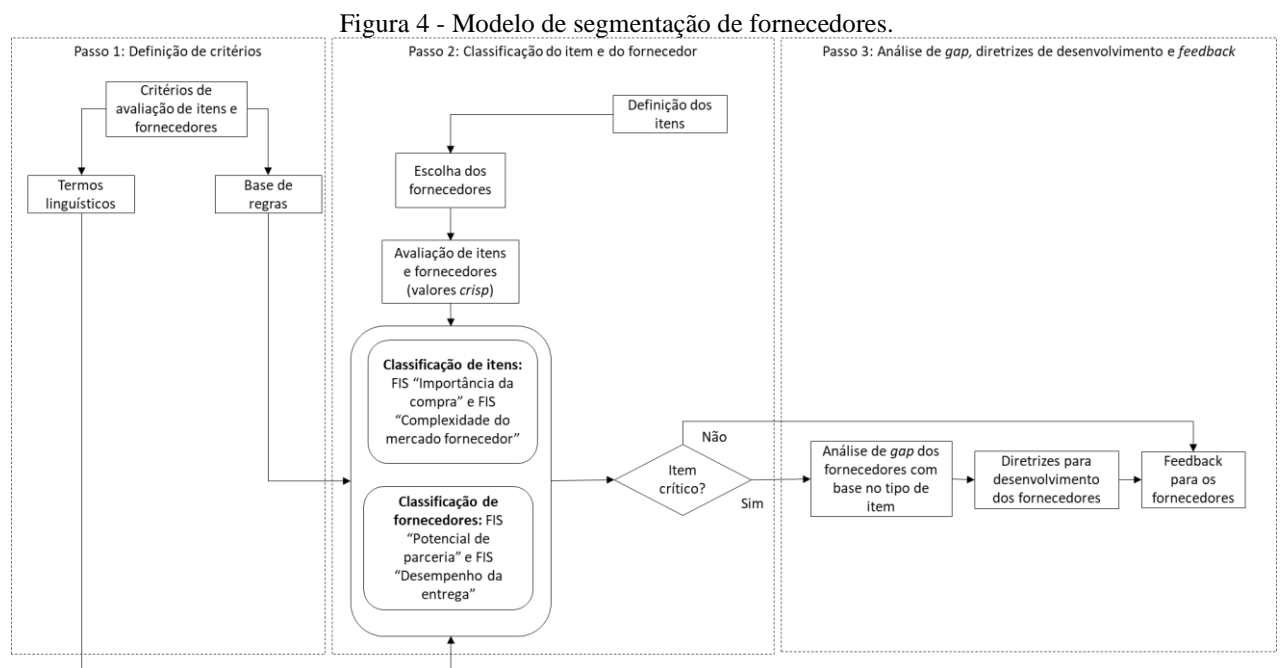 Figura 4 - Modelo de segmentação de fornecedores.
Passo 1: Definição de critérios
Critérios de
avaliação de itens e
fornecedores
Termos
linguísticos
Base de
regras
Passo 2: Classificação do item e do fornecedor
Definição dos
itens
Escolha dos
fornecedores
Avaliação de itens
e fornecedores
(valores crisp)
Classificação de itens:
FIS “Importância da
compra” e FIS
“Complexidade do
mercado fornecedor”
Classificação de
fornecedores: FIS
“Potencial de
parceria” e FIS
“Desempenho da
entrega”
Item
crítico?
Não
Sim
Passo 3: Análise de gap, diretrizes de desenvolvimento e feedback
Análise de gap dos
fornecedores com
base no tipo de
item
Diretrizes para
desenvolvimento
dos fornecedores
Feedback
para os
fornecedores